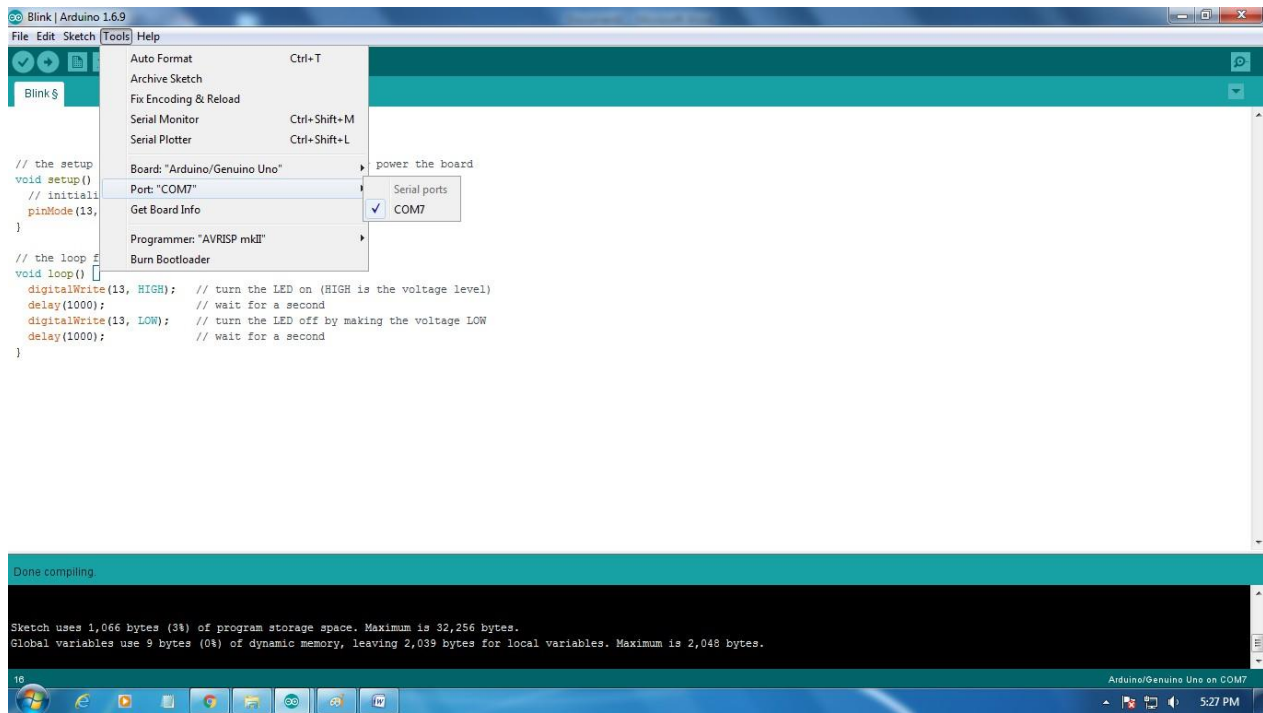 Blink | Arduino 1.6.9
File Edit Sketch Tools Help
Auto Format Ctrl+T
Archive Sketch
Blink §
Fix Encoding & Reload
Serial Monitor Ctrl+Shift+M
Serial Plotter Ctrl+Shift+L
Board: "Arduino/Genuino Uno"
Port: "COM7"
Serial ports
Get Board Info
COM7
Programmer: "AVRISP mkII"
Burn Bootloader
// the setup power the board
void setup()
// initiali
pinMode(13,
}
// the loop f
void loop()
digitalWrite(13, HIGH); // turn the LED on (HIGH is the voltage level)
delay(1000); // wait for a second
digitalWrite(13, LOW); // turn the LED off by making the voltage LOW
delay(1000); // wait for a second
}
Done compiling.
Sketch uses 1,066 bytes (3%) of program storage space. Maximum is 32,256 bytes.
Global variables use 9 bytes (0%) of dynamic memory, leaving 2,039 bytes for local variables. Maximum is 2,048 bytes.
16 Arduino/Genuino Uno on COM7
5:27 PM